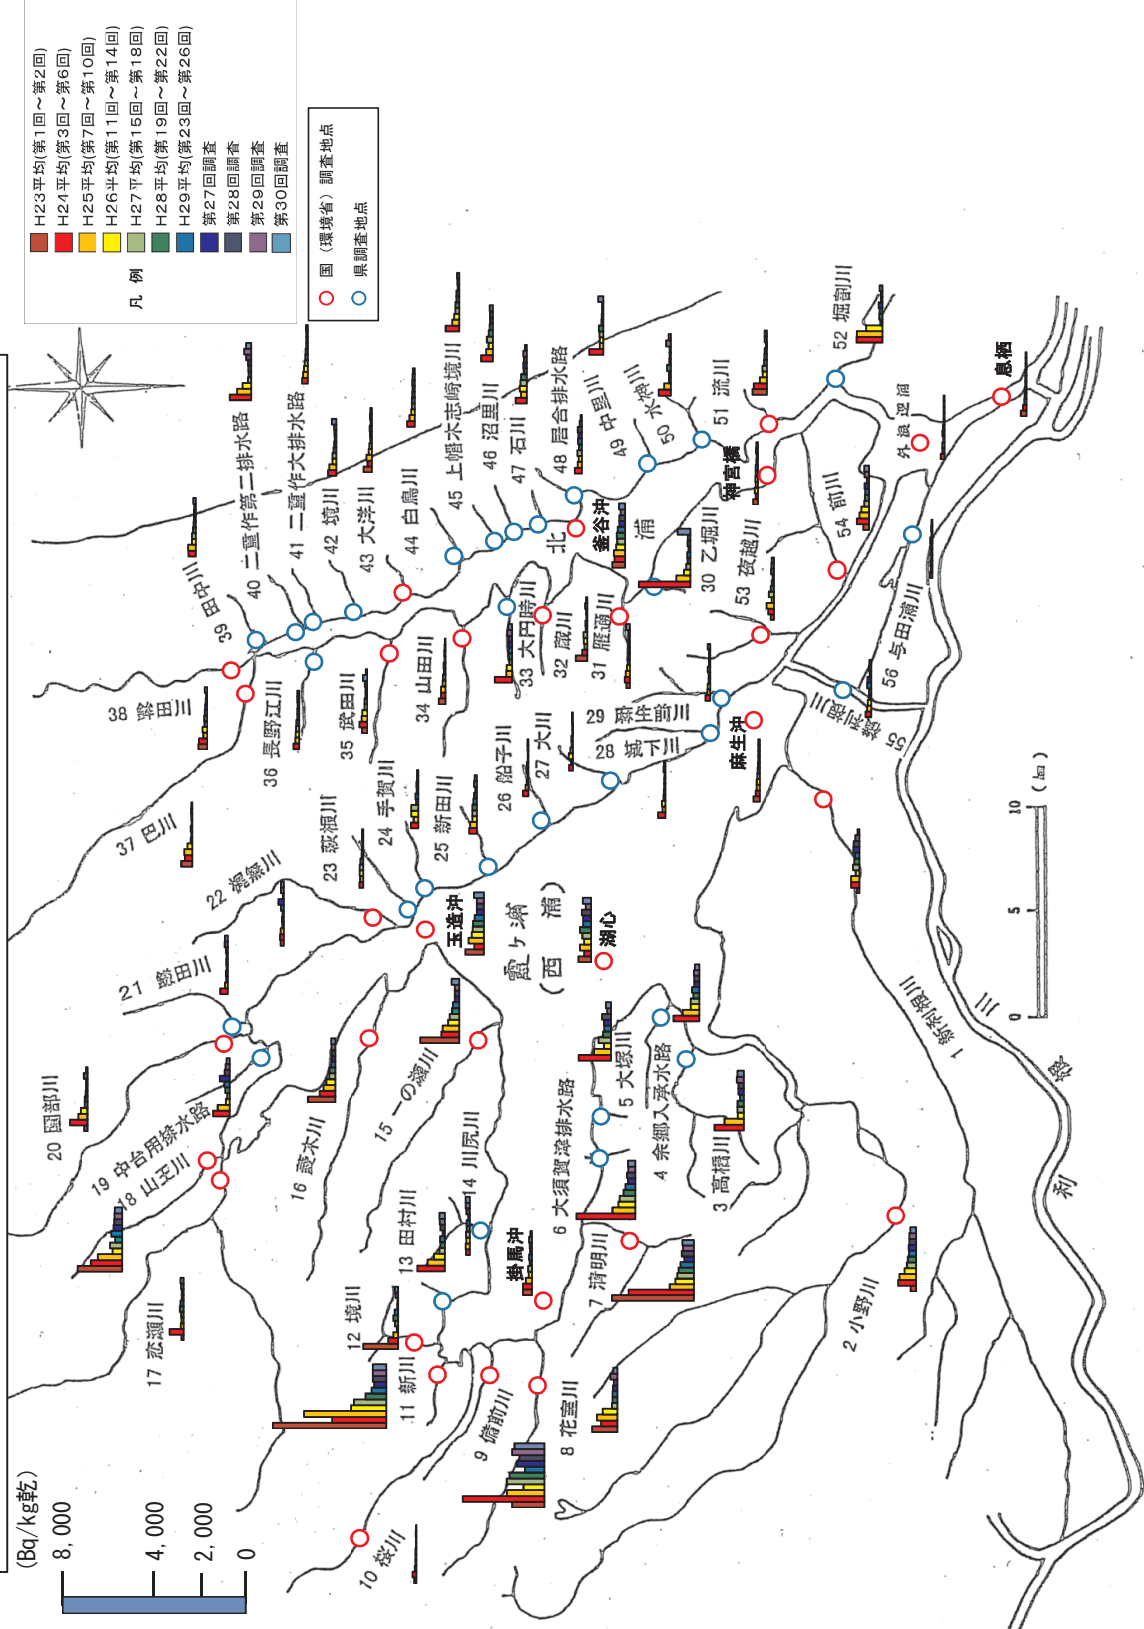 (Bq/kg乾)
8,000
4,000
2,000
0
凡 例
H23平均(第1回～第2回)
H24平均(第3回～第6回)
H25平均(第7回～第10回)
H26平均(第11回～第14回)
H27平均(第15回～第18回)
H28平均(第19回～第22回)
H29平均(第23回～第26回)
第27回調査
第28回調査
第29回調査
第30回調査
国（環境省）調査地点
県調査地点
1 新利根川
2 小野川
3 高橋川
4 余郷入承水路
5 大塚川
6 大須賀津排水路
7 清明川
8 花室川
9 備前川
10 桜川
11 新川
12 境川
13 田村川
14 川尻川
15 一の瀬川
16 菱木川
17 恋瀬川
18 山王川
19 中台用排水路
20 園部川
21 鎌田川
22 梶無川
23 萩根川
24 手賀川
25 新田川
26 船子川
27 大川
28 城下川
29 麻生前川
30 乙堀川
31 雁通川
32 蔵川
33 大円時川
34 山田川
35 武田川
36 長野江川
37 巴川
38 鉾田川
39 田中川
40 二重作第二排水路
41 二重作大排水路
42 境川
43 大洋川
44 白鳥川
45 上幡木志崎境川
46 沼里川
47 石川
48 居合排水路
49 中里川
50 水神川
51 流川
52 堀割川
53 夜越川
54 前川
55 横利根川
56 与田浦川
掛馬沖
玉造沖
湖心
麻生沖
釜谷沖
神宮橋
外浪逆浦
息栖
霞ヶ浦
(西 浦)
北 浦
利 根 川
0
5
10
(㎞)